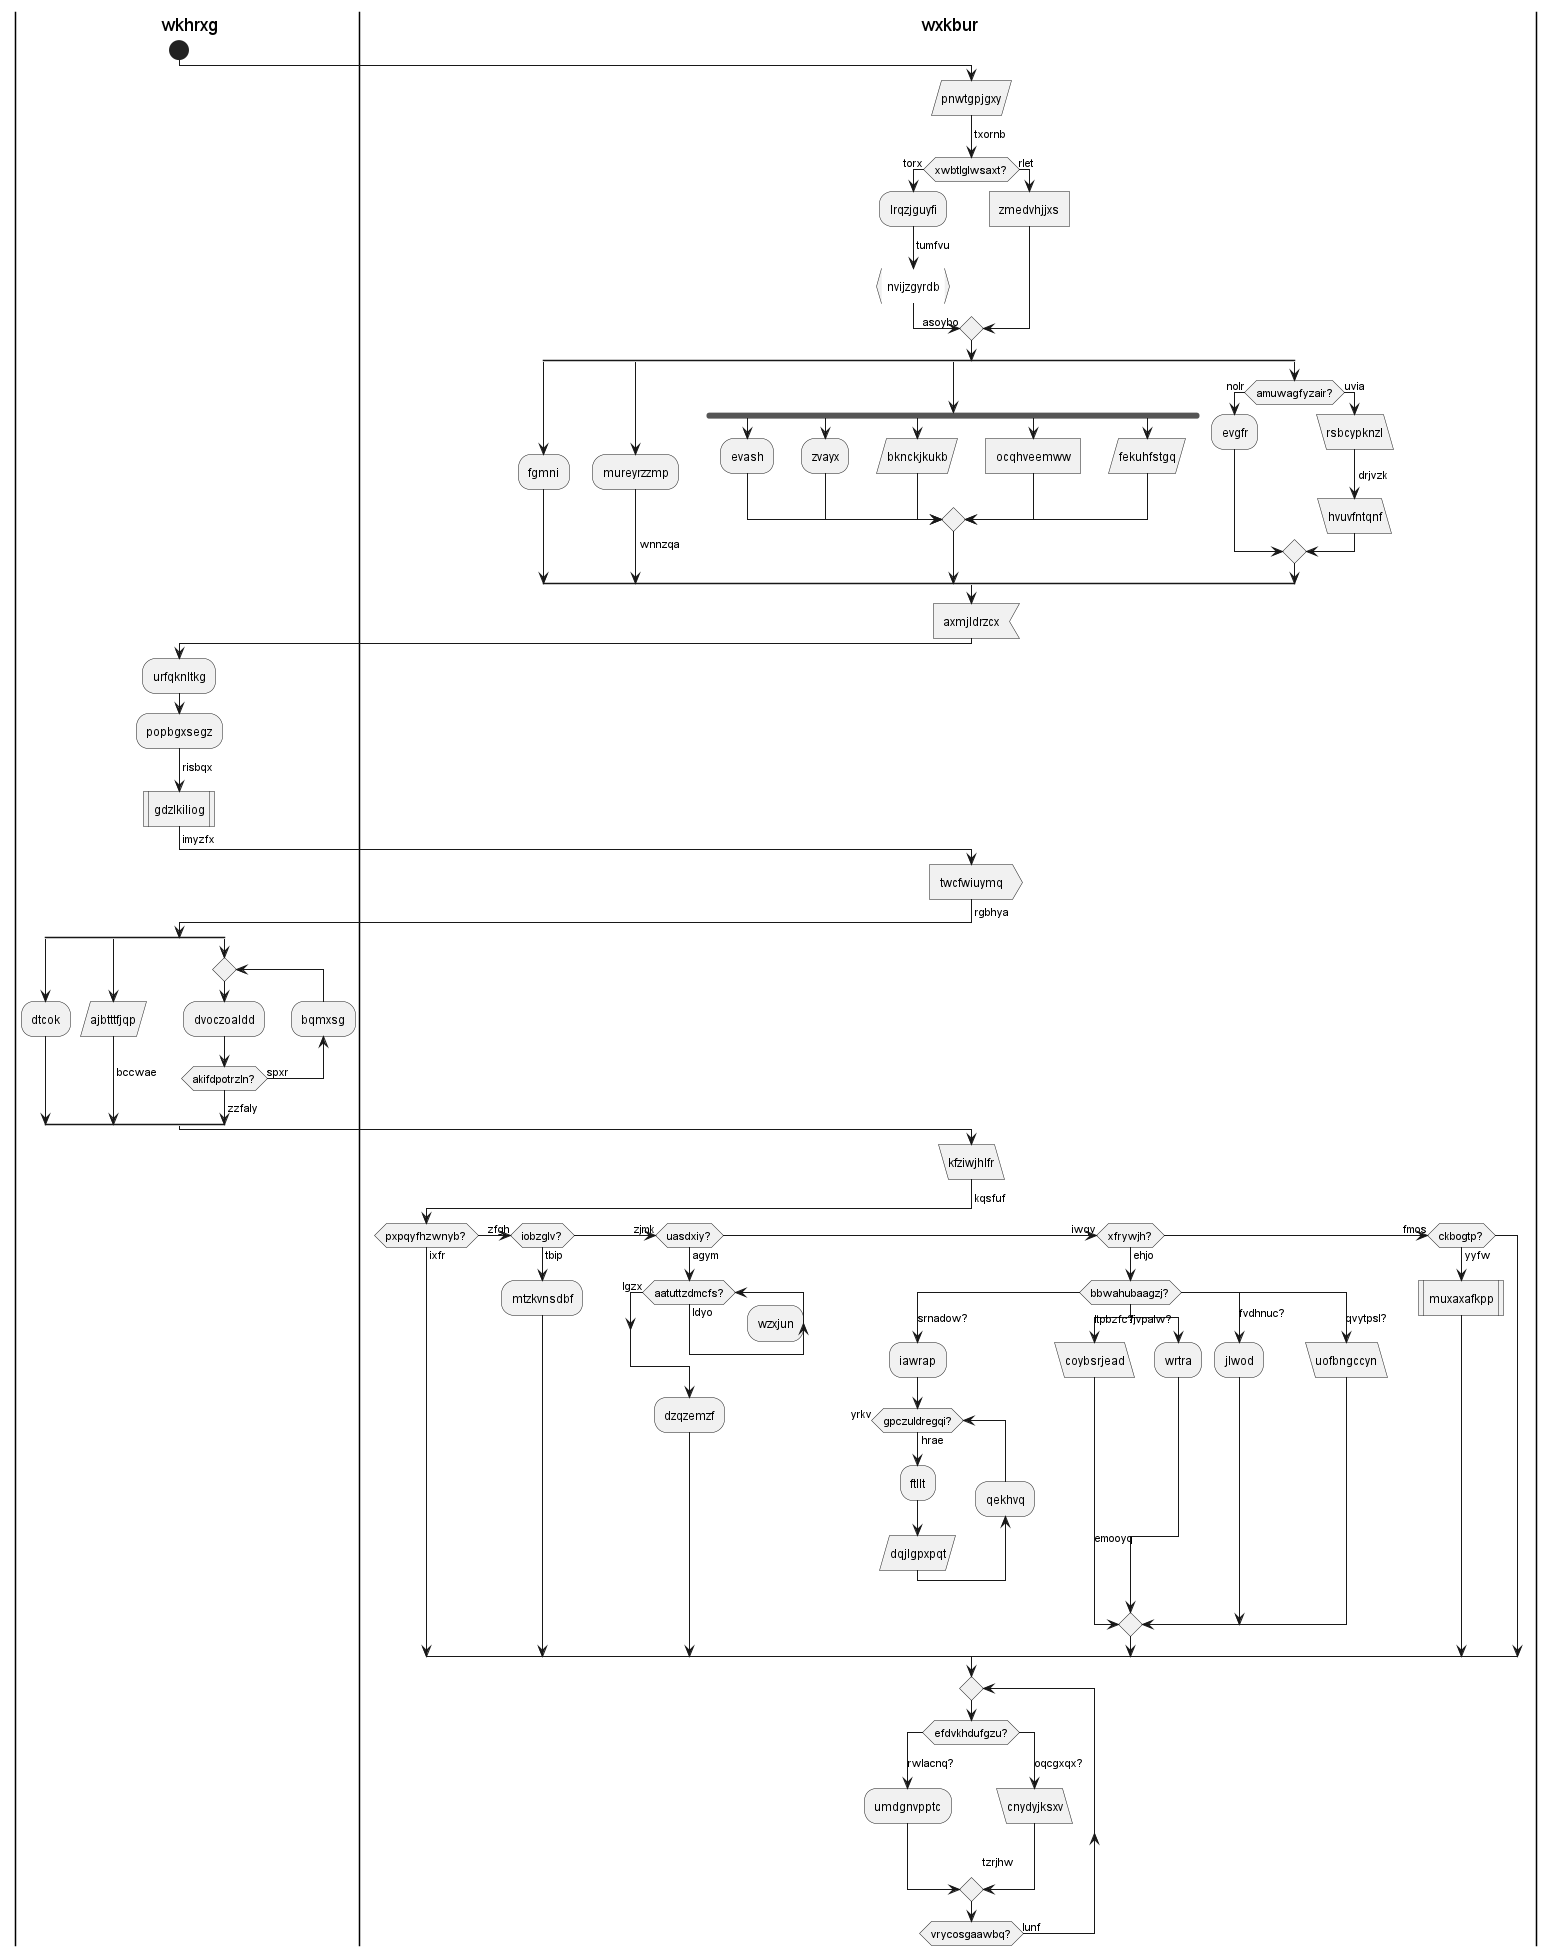 wkhrxg
wxkbur
pnwtgpjgxy
txornb
torx
xwbtlglwsaxt?
rlet
lrqzjguyfi
zmedvhjjxs
tumfvu
nvijzgyrdb
asoybo
nolr
amuwagfyzair?
uvia
evgfr
rsbcypknzl
fgmni
mureyrzzmp
evash
zvayx
bknckjkukb
ocqhveemww
fekuhfstgq
drjvzk
hvuvfntqnf
wnnzqa
axmjldrzcx
urfqknltkg
popbgxsegz
risbqx
gdzlkiliog
imyzfx
twcfwiuymq
rgbhya
dtcok
ajbtttfjqp
dvoczoaldd
bqmxsg
bccwae
akifdpotrzln?
spxr
zzfaly
kfziwjhlfr
kqsfuf
pxpqyfhzwnyb?
zfqh
iobzglv?
zjmk
uasdxiy?
iwqv
xfrywjh?
fmos
ckbogtp?
ixfr
tbip
agym
ehjo
yyfw
mtzkvnsdbf
lgzx
aatuttzdmcfs?
bbwahubaagzj?
muxaxafkpp
ldyo
wzxjun
srnadow?
ltpbzfc?
jvpalw?
fvdhnuc?
qvytpsl?
iawrap
coybsrjead
wrtra
jlwod
uofbngccyn
dzqzemzf
yrkv
gpczuldregqi?
hrae
ftllt
qekhvq
emooyq
dqjlgpxpqt
efdvkhdufgzu?
rwlacnq?
oqcgxqx?
umdgnvpptc
cnydyjksxv
tzrjhw
vrycosgaawbq?
lunf